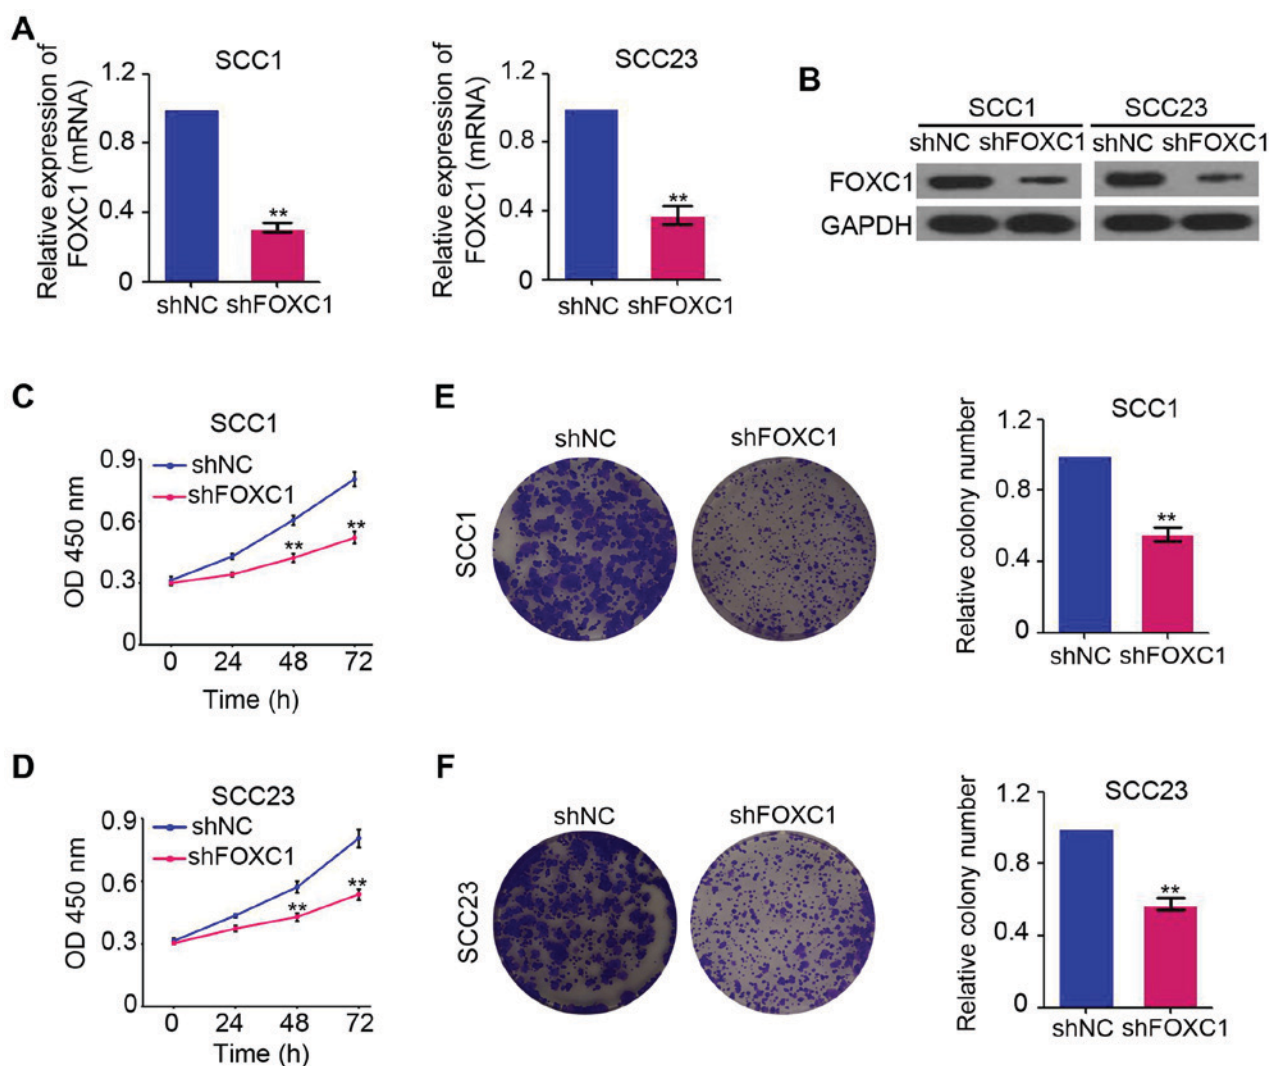 A
SCC1
Relative expression of
FOXC1 (mRNA)
1.2
0.8
0.4
0
**
shNC shFOXC1
SCC23
Relative expression of
FOXC1 (mRNA)
1.2
0.8
0.4
0
**
shNC shFOXC1
B
SCC1 SCC23
shNC shFOXC1 shNC shFOXC1
FOXC1
GAPDH
C
SCC1
OD 450 nm
0.9
0.6
0.3
0
shNC
shFOXC1
**
**
0 24 48 72
Time (h)
E
shNC shFOXC1
SCC1
SCC1
Relative colony number
1.2
0.8
0.4
0
**
shNC shFOXC1
D
SCC23
OD 450 nm
0.9
0.6
0.3
0
shNC
shFOXC1
**
**
0 24 48 72
Time (h)
F
shNC shFOXC1
SCC23
SCC23
Relative colony number
1.2
0.8
0.4
0
**
shNC shFOXC1